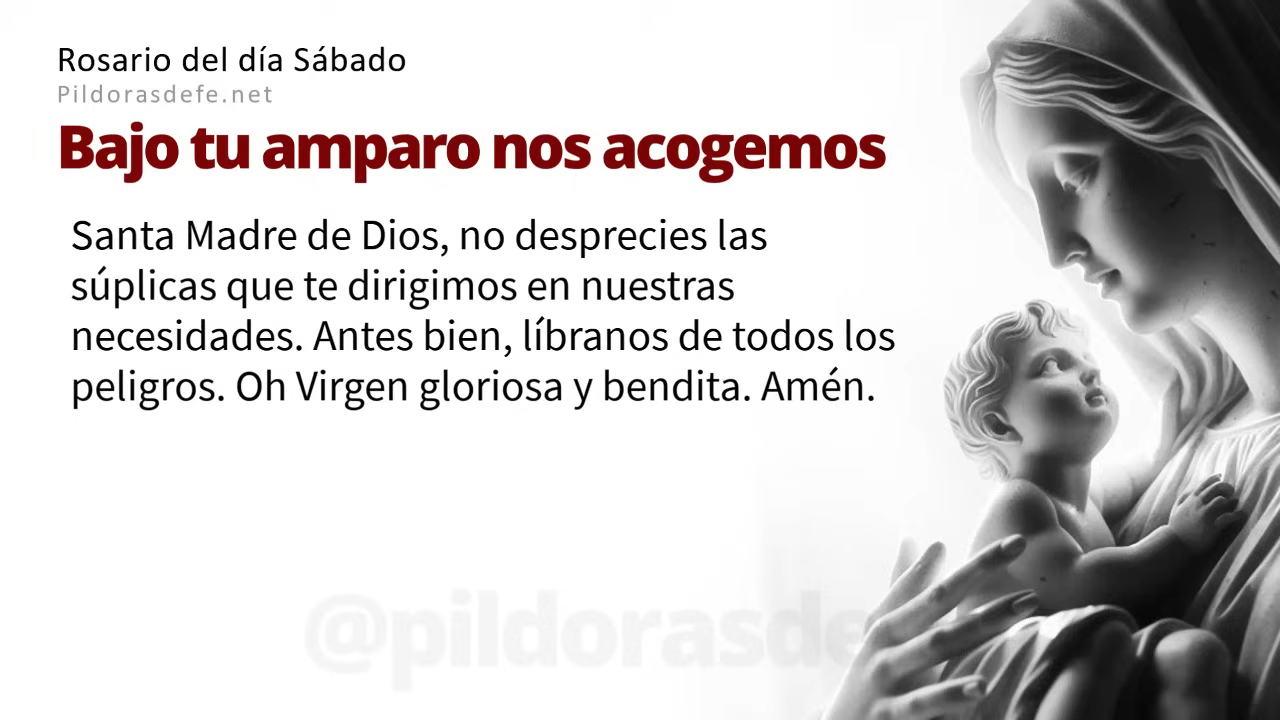 Rosario del día Sábado
Pildorasdefe.net
Bajo tu amparo nos acogemos
Santa Madre de Dios, no desprecies las
súplicas que te dirigimos en nuestras
necesidades. Antes bien, líbranos de todos los
peligros. Oh Virgen gloriosa y bendita. Amén.
@pildorasde